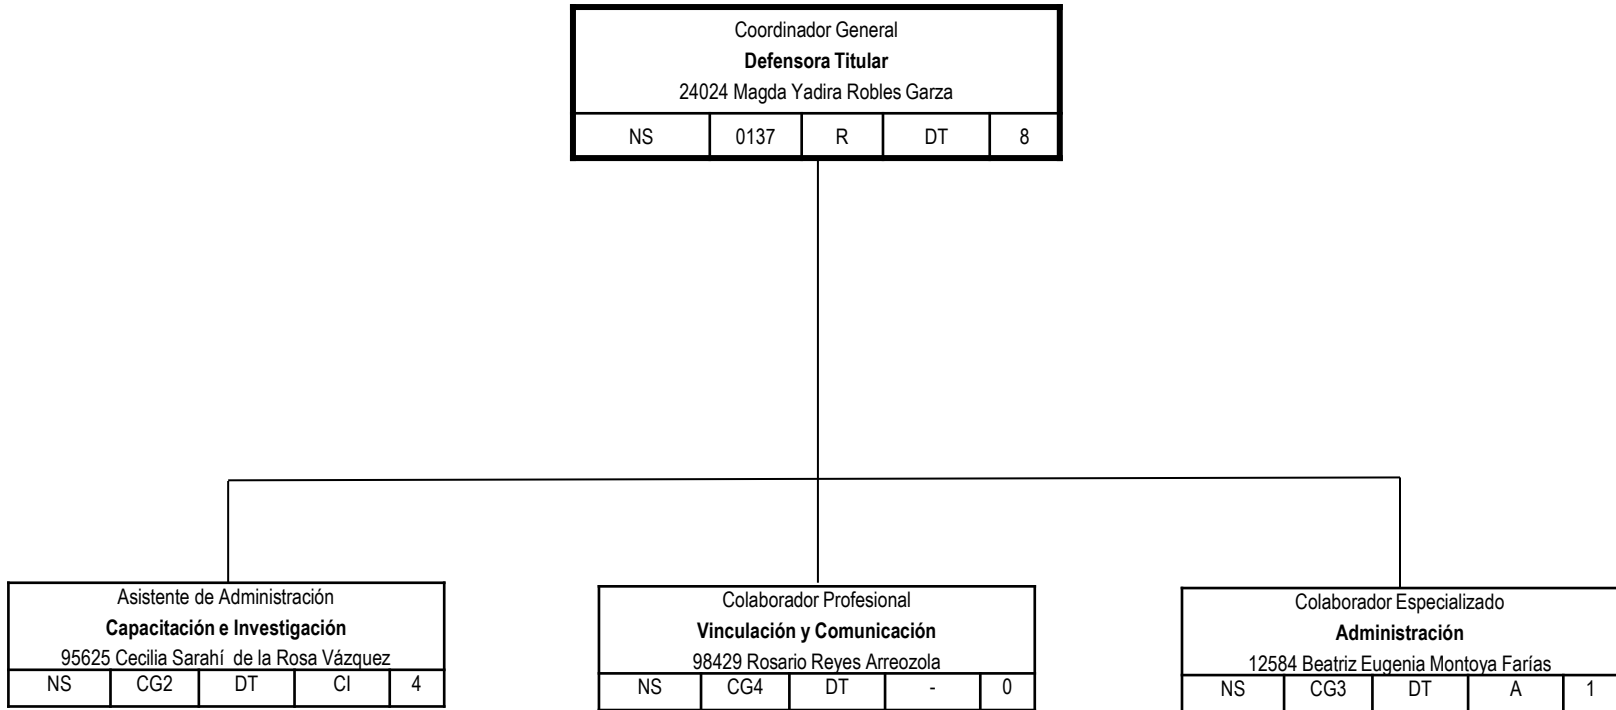 Coordinador General
Defensora Titular
24024 Magda Yadira Robles Garza
NS 0137 R DT 8
Asistente de Administración
Capacitación e Investigación
95625 Cecilia Sarahí de la Rosa Vázquez
NS CG2 DT CI 4
Colaborador Profesional
Vinculación y Comunicación
98429 Rosario Reyes Arreozola
NS CG4 DT - 0
Colaborador Especializado
Administración
12584 Beatriz Eugenia Montoya Farías
NS CG3 DT A 1